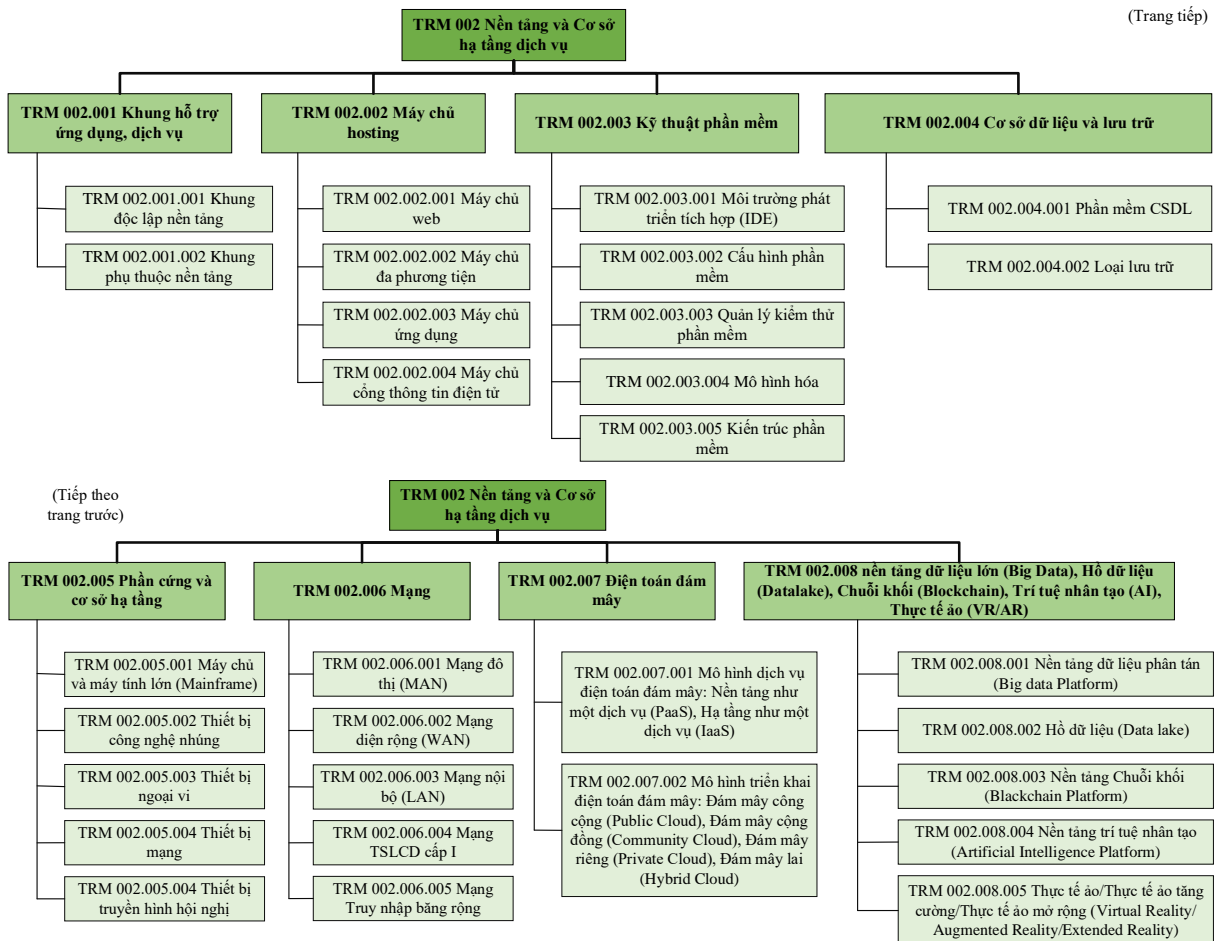 (Trang tiếp)
TRM 002 Nền tảng và Cơ sở
hạ tầng dịch vụ
TRM 002.001 Khung hỗ trợ
ứng dụng, dịch vụ
TRM 002.001.001 Khung
độc lập nền tảng
TRM 002.001.002 Khung
phụ thuộc nền tảng
TRM 002.002 Máy chủ
hosting
TRM 002.002.001 Máy chủ
web
TRM 002.002.002 Máy chủ
đa phương tiện
TRM 002.002.003 Máy chủ
ứng dụng
TRM 002.002.004 Máy chủ
cổng thông tin điện tử
TRM 002.003 Kỹ thuật phần mềm
TRM 002.003.001 Môi trường phát
triển tích hợp (IDE)
TRM 002.003.002 Cấu hình phần
mềm
TRM 002.003.003 Quản lý kiểm thử
phần mềm
TRM 002.003.004 Mô hình hóa
TRM 002.003.005 Kiến trúc phần
mềm
TRM 002.004 Cơ sở dữ liệu và lưu trữ
TRM 002.004.001 Phần mềm CSDL
TRM 002.004.002 Loại lưu trữ
(Tiếp theo
trang trước)
TRM 002 Nền tảng và Cơ sở
hạ tầng dịch vụ
TRM 002.005 Phần cứng và
cơ sở hạ tầng
TRM 002.005.001 Máy chủ
và máy tính lớn (Mainframe)
TRM 002.005.002 Thiết bị
công nghệ nhúng
TRM 002.005.003 Thiết bị
ngoại vi
TRM 002.005.004 Thiết bị
mạng
TRM 002.005.004 Thiết bị
truyền hình hội nghị
TRM 002.006 Mạng
TRM 002.006.001 Mạng đô
thị (MAN)
TRM 002.006.002 Mạng
diện rộng (WAN)
TRM 002.006.003 Mạng nội
bộ (LAN)
TRM 002.006.004 Mạng
TSLCD cấp I
TRM 002.006.005 Mạng
Truy nhập băng rộng
TRM 002.007 Điện toán đám
mây
TRM 002.007.001 Mô hình dịch vụ
điện toán đám mây: Nền tảng như
một dịch vụ (PaaS), Hạ tầng như một
dịch vụ (IaaS)
TRM 002.007.002 Mô hình triển khai
điện toán đám mây: Đám mây công
cộng (Public Cloud), Đám mây cộng
đồng (Community Cloud), Đám mây
riêng (Private Cloud), Đám mây lai
(Hybrid Cloud)
TRM 002.008 nền tảng dữ liệu lớn (Big Data), Hồ dữ liệu
(Datalake), Chuỗi khối (Blockchain), Trí tuệ nhân tạo (AI),
Thực tế ảo (VR/AR)
TRM 002.008.001 Nền tảng dữ liệu phân tán
(Big data Platform)
TRM 002.008.002 Hồ dữ liệu (Data lake)
TRM 002.008.003 Nền tảng Chuỗi khối
(Blackchain Platform)
TRM 002.008.004 Nền tảng trí tuệ nhân tạo
(Artificial Intelligence Platform)
TRM 002.008.005 Thực tế ảo/Thực tế ảo tăng
cường/Thực tế ảo mở rộng (Virtual Reality/
Augmented Reality/Extended Reality)